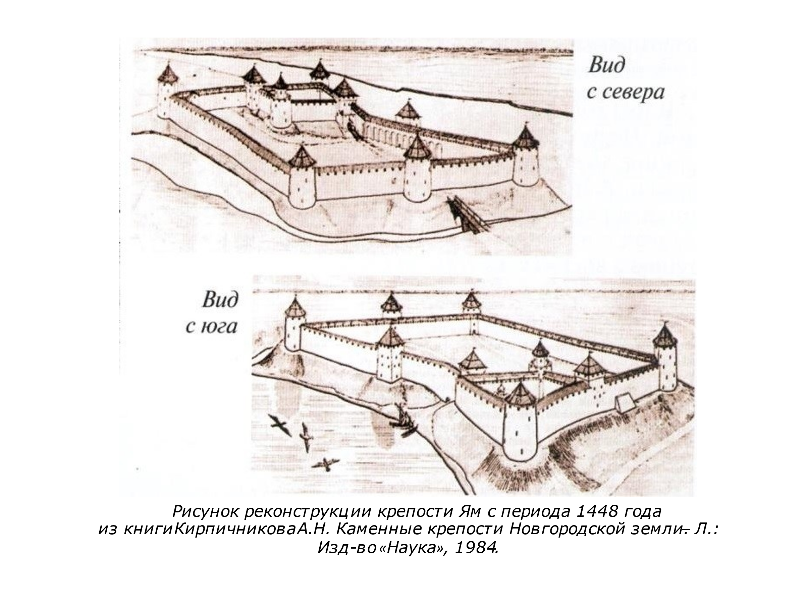 Вид
с севера
Вид
с юга
Рисунок реконструкции крепости Ям с периода 1448 года
из книгиКирпичниковаА.Н. Каменные крепости Новгородской земли.– Л.:
Изд-во «Наука», 1984.